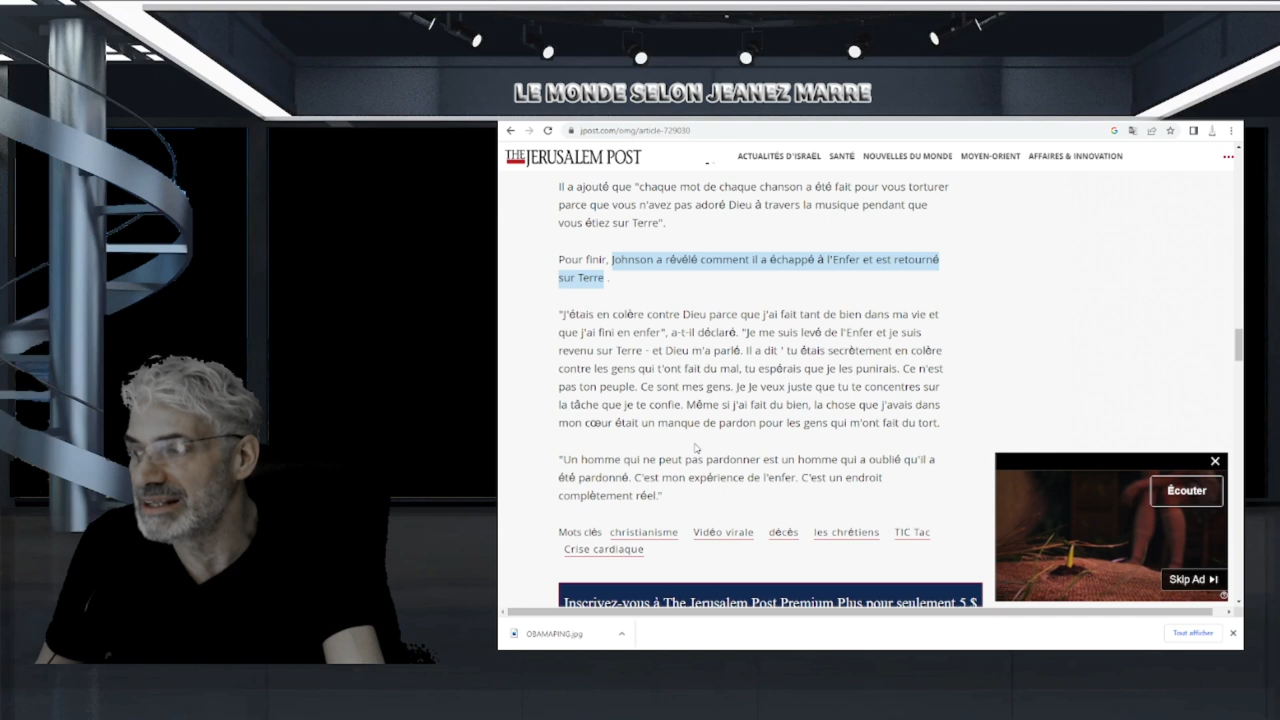 LE MONDE SELON JEANEZ MARRE
jpost.com/omg/article-729030
THE JERUSALEM POST
ACTUALITÉS D'ISRAËL SANTÉ NOUVELLES DU MONDE MOYEN-ORIENT AFFAIRES & INNOVATION
Il a ajouté que "chaque mot de chaque chanson a été fait pour vous torturer
parce que vous n'avez pas adoré Dieu à travers la musique pendant que
vous étiez sur Terre".
Pour finir, Johnson a révélé comment il a échappé à l'Enfer et est retourné
sur Terre .
"J'étais en colère contre Dieu parce que j'ai fait tant de bien dans ma vie et
que j'ai fini en enfer", a-t-il déclaré. "Je me suis levé de l'Enfer et je suis
revenu sur Terre - et Dieu m'a parlé. Il a dit ' tu étais secrètement en colère
contre les gens qui t'ont fait du mal, tu espérais que je les punirais. Ce n'est
pas ton peuple. Ce sont mes gens. Je Je veux juste que tu te concentres sur
la tâche que je te confie. Même si j'ai fait du bien, la chose que j'avais dans
mon cœur était un manque de pardon pour les gens qui m'ont fait du tort.
"Un homme qui ne peut pas pardonner est un homme qui a oublié qu'il a
été pardonné. C'est mon expérience de l'enfer. C'est un endroit
complètement réel."
Écouter
Skip Ad
Mots clés christianisme Vidéo virale décès les chrétiens TIC Tac
Crise cardiaque
Inscrivez-vous à The Jerusalem Post Premium Plus pour seulement 5 $
OBAMAPING.jpg
Tout afficher